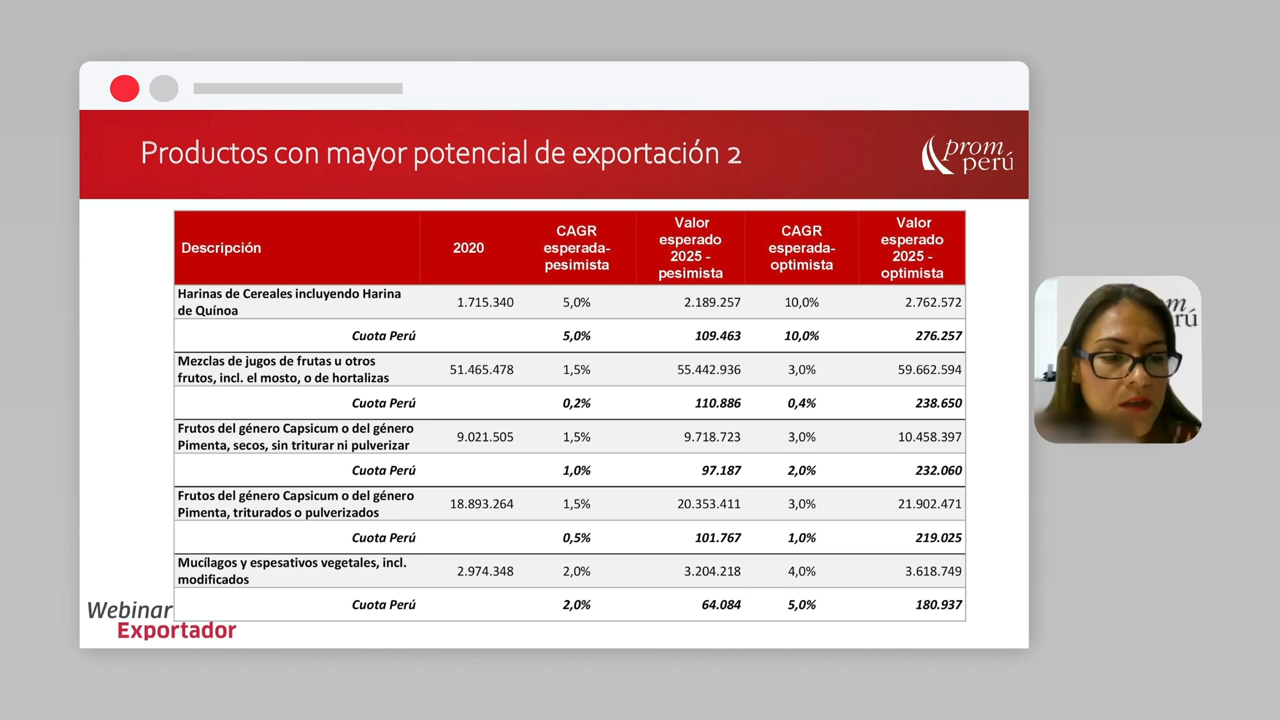 Productos con mayor potencial de exportación 2
prom
perú
Descripción
2020
CAGR
esperada-
pesimista
Valor
esperado
2025 -
pesimista
CAGR
esperada-
optimista
Valor
esperado
2025 -
optimista
Harinas de Cereales incluyendo Harina
de Quínoa
1.715.340 5,0% 2.189.257 10,0% 2.762.572
Cuota Perú 5,0% 109.463 10,0% 276.257
Mezclas de jugos de frutas u otros
frutos, incl. el mosto, o de hortalizas
51.465.478 1,5% 55.442.936 3,0% 59.662.594
Cuota Perú 0,2% 110.886 0,4% 238.650
Frutos del género Capsicum o del género
Pimenta, secos, sin triturar ni pulverizar
9.021.505 1,5% 9.718.723 3,0% 10.458.397
Cuota Perú 1,0% 97.187 2,0% 232.060
Frutos del género Capsicum o del género
Pimenta, triturados o pulverizados
18.893.264 1,5% 20.353.411 3,0% 21.902.471
Cuota Perú 0,5% 101.767 1,0% 219.025
Mucílagos y espesativos vegetales, incl.
modificados
2.974.348 2,0% 3.204.218 4,0% 3.618.749
Cuota Perú 2,0% 64.084 5,0% 180.937
Webinar
Exportador
m
rú